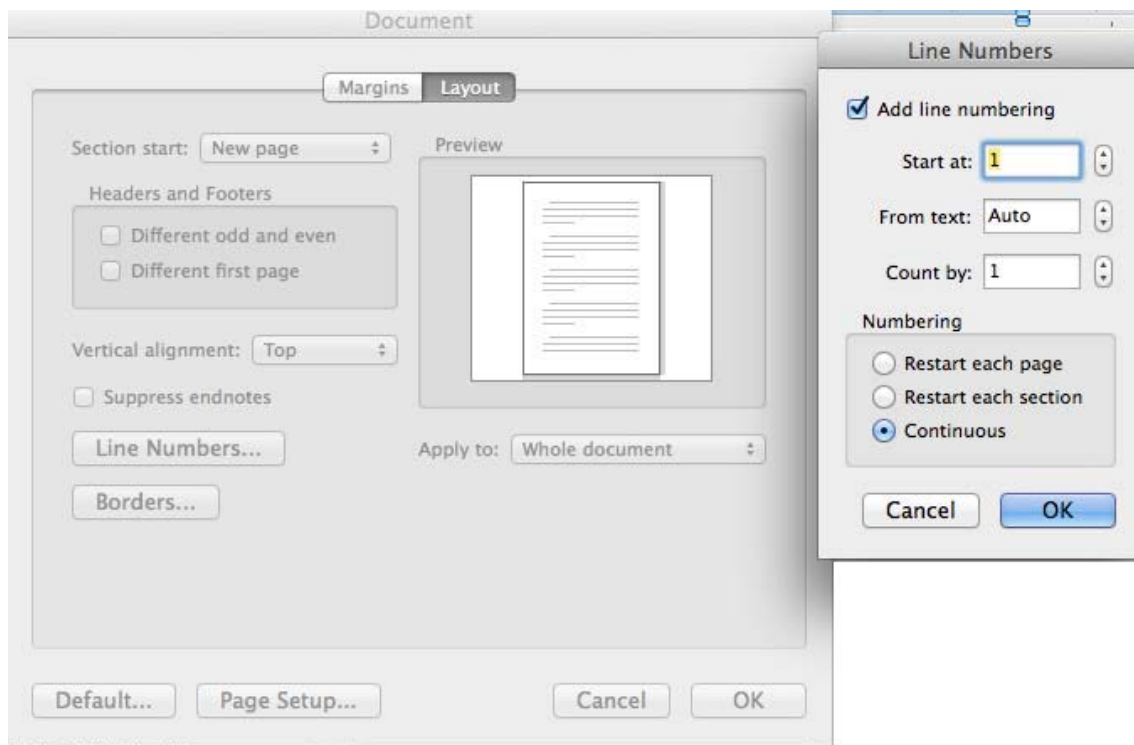 Document
Margins
Layout
Section start: New page
Headers and Footers
Different odd and even
Different first page
Vertical alignment: Top
Suppress endnotes
Line Numbers...
Borders...
Preview
Apply to: Whole document
Default...
Page Setup...
Cancel
OK
Line Numbers
Add line numbering
Start at: 1
From text: Auto
Count by: 1
Numbering
Restart each page
Restart each section
Continuous
Cancel
OK